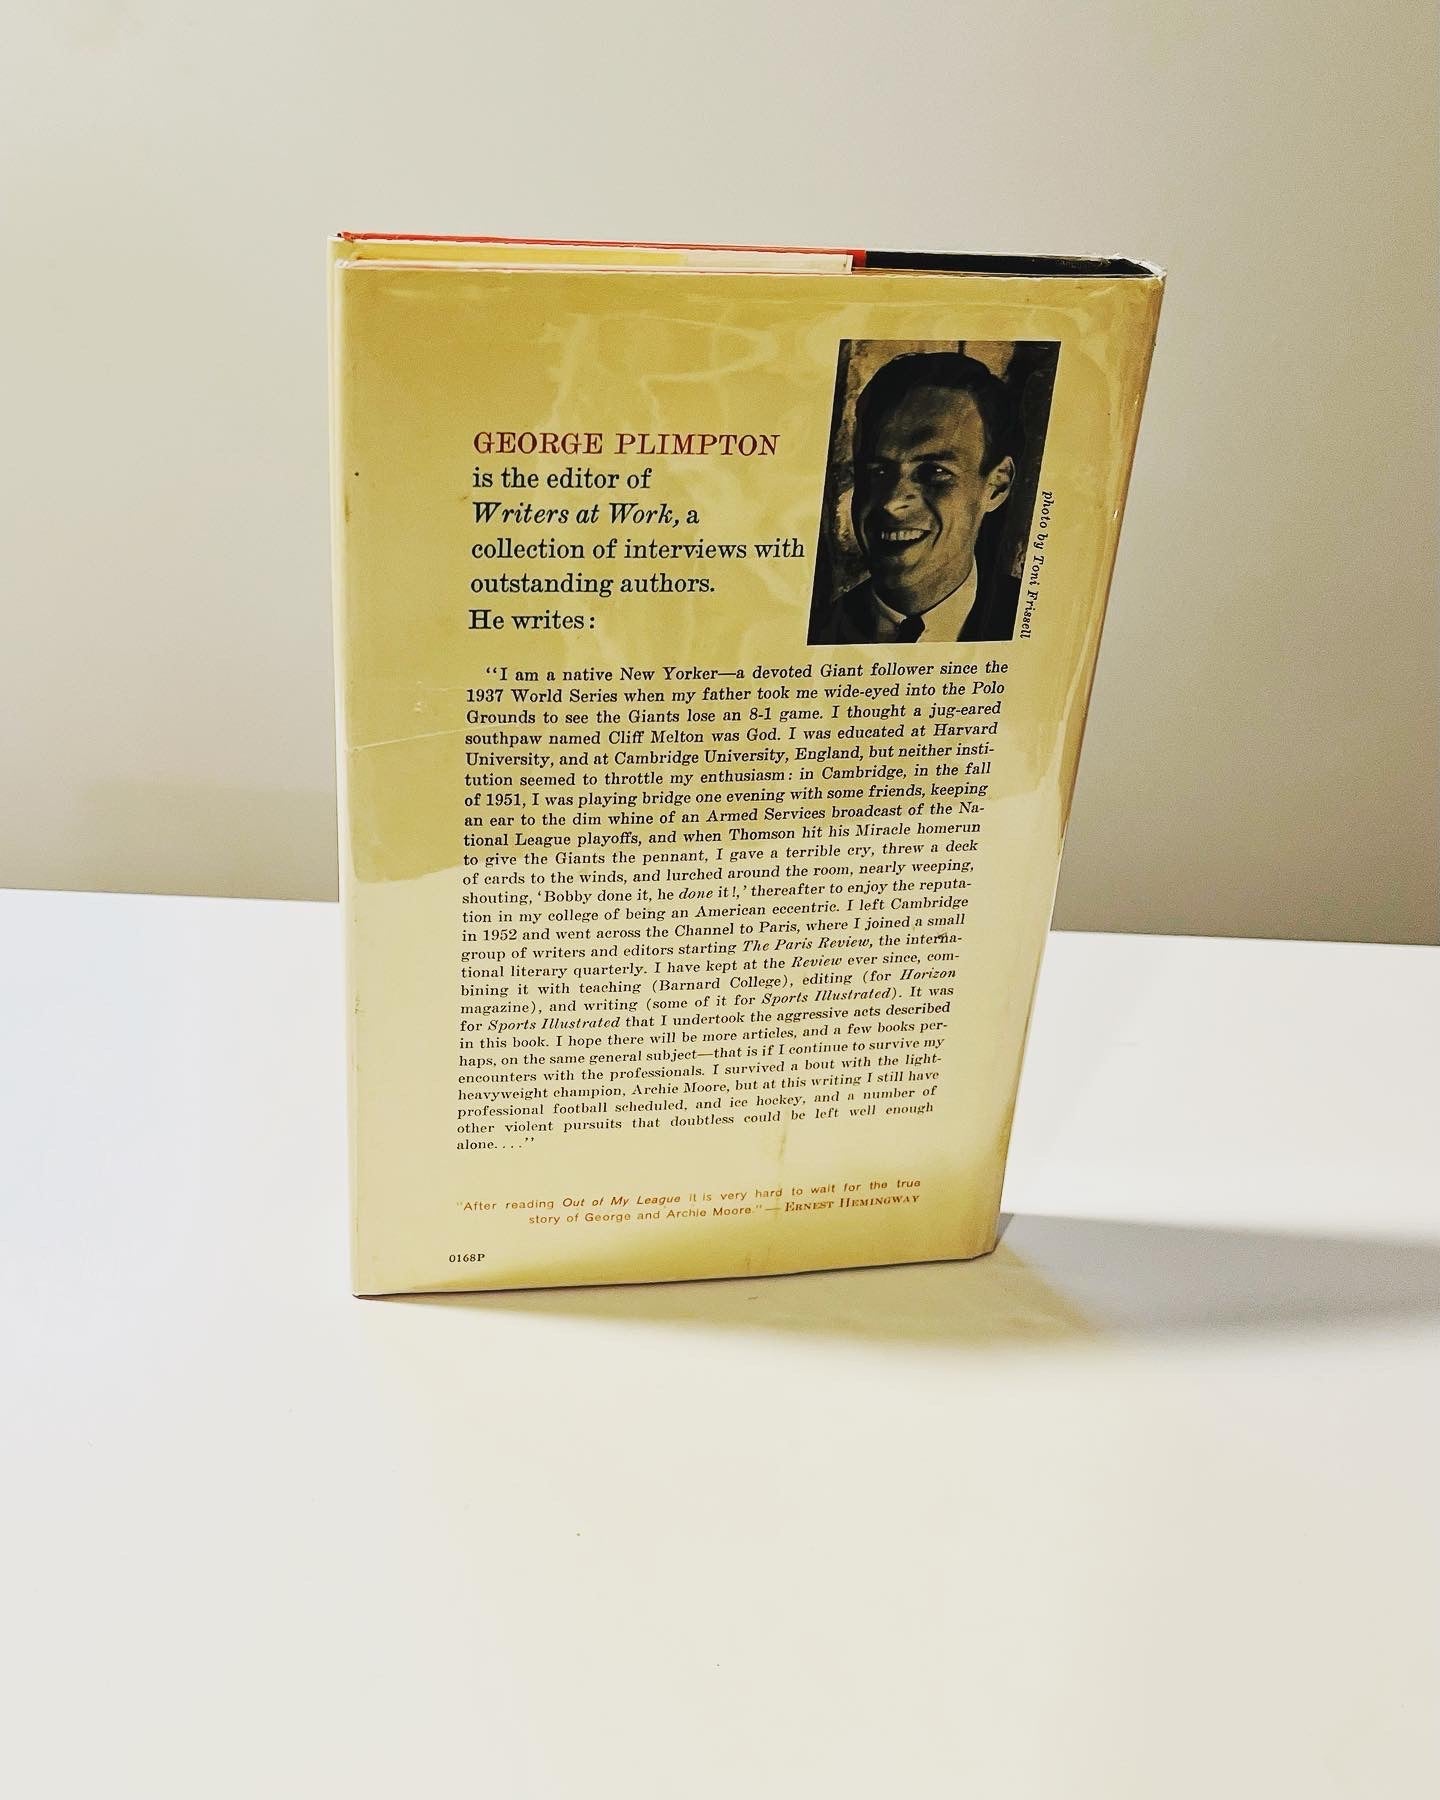 GEORGE PLIMPTON
is the editor of
Writers at Work, a
collection of interviews with
outstanding authors.
He writes:
photo by Toni Frissell
“I am a native New Yorker—a devoted Giant follower since the
1937 World Series when my father took me wide-eyed into the Polo
Grounds to see the Giants lose an 8-1 game. I thought a jug-eared
southpaw named Cliff Melton was God. I was educated at Harvard
University, and at Cambridge University, England, but neither insti-
tution seemed to throttle my enthusiasm: in Cambridge, in the fall
of 1951, I was playing bridge one evening with some friends, keeping
an ear to the dim whine of an Armed Services broadcast of the Na-
tional League playoffs, and when Thomson hit his Miracle homerun
to give the Giants the pennant, I gave a terrible cry, threw a deck
of cards to the winds, and lurched around the room, nearly weeping,
shouting, ‘Bobby done it, he done it!,’ thereafter to enjoy the reputa-
tion in my college of being an American eccentric. I left Cambridge
in 1952 and went across the Channel to Paris, where I joined a small
group of writers and editors starting The Paris Review, the interna-
tional literary quarterly. I have kept at the Review ever since, com-
bining it with teaching (Barnard College), editing (for Horizon
magazine), and writing (some of it for Sports Illustrated). It was
for Sports Illustrated that I undertook the aggressive acts described
in this book. I hope there will be more articles, and a few books per-
haps, on the same general subject—that is if I continue to survive my
encounters with the professionals. I survived a bout with the light-
heavyweight champion, Archie Moore, but at this writing I still have
professional football scheduled, and ice hockey, and a number of
other violent pursuits that doubtless could be left well enough
alone. . . .”
"After reading Out of My League it is very hard to wait for the true
story of George and Archie Moore."—ERNEST HEMINGWAY
0168P